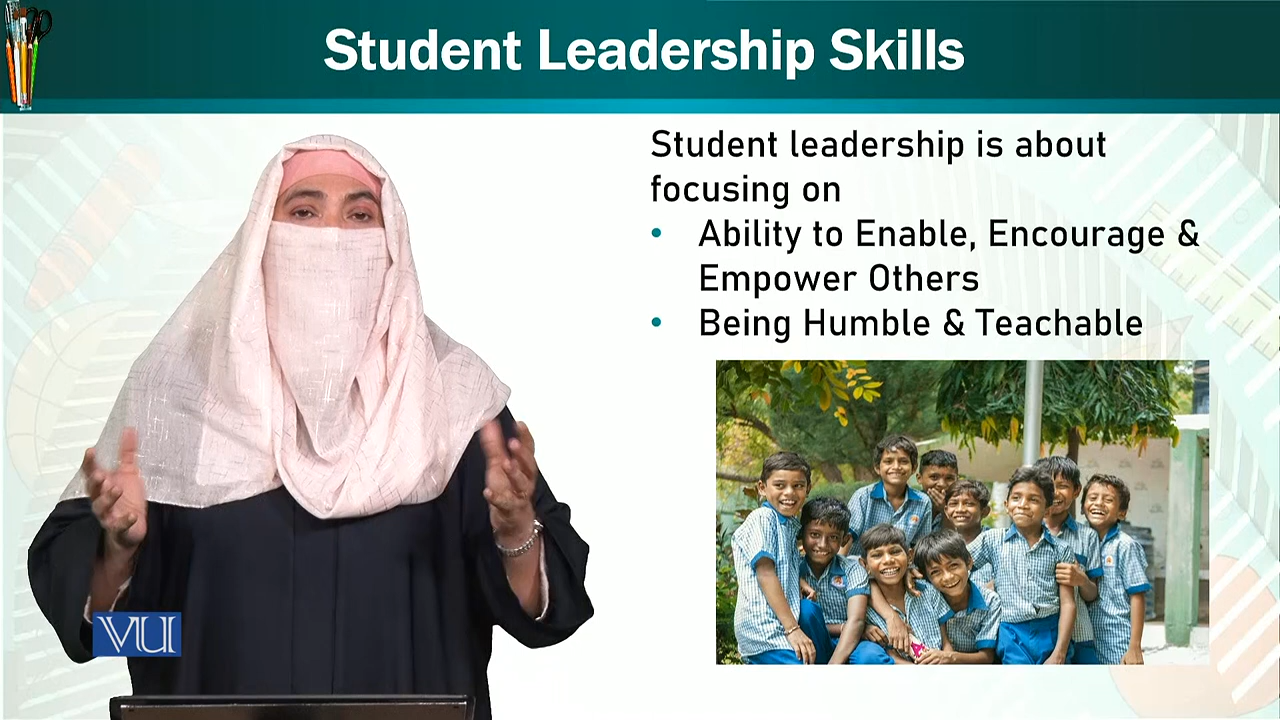 Student Leadership Skills
Student leadership is about
focusing on
• Ability to Enable, Encourage &
Empower Others
• Being Humble & Teachable
VU